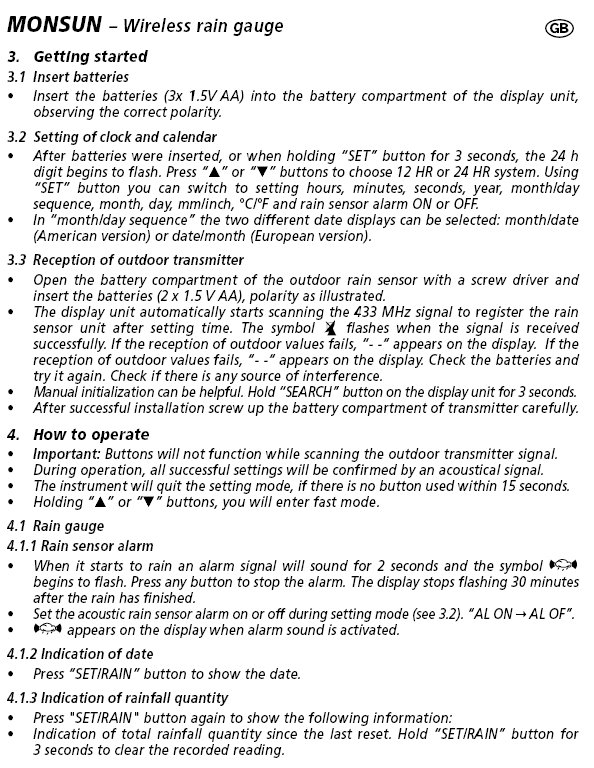 MONSUN – Wireless rain gauge
GB
3. Getting started
3.1 Insert batteries
• Insert the batteries (3x 1.5V AA) into the battery compartment of the display unit,
observing the correct polarity.
3.2 Setting of clock and calendar
• After batteries were inserted, or when holding “SET” button for 3 seconds, the 24 h
digit begins to flash. Press “▲” or “▼” buttons to choose 12 HR or 24 HR system. Using
“SET” button you can switch to setting hours, minutes, seconds, year, month/day
sequence, month, day, mm/inch, °C/°F and rain sensor alarm ON or OFF.
• In “month/day sequence” the two different date displays can be selected: month/date
(American version) or date/month (European version).
3.3 Reception of outdoor transmitter
• Open the battery compartment of the outdoor rain sensor with a screw driver and
insert the batteries (2 x 1.5 V AA), polarity as illustrated.
• The display unit automatically starts scanning the 433 MHz signal to register the rain
sensor unit after setting time. The symbol flashes when the signal is received
successfully. If the reception of outdoor values fails, “- -“ appears on the display. If the
reception of outdoor values fails, “- -“ appears on the display. Check the batteries and
try it again. Check if there is any source of interference.
• Manual initialization can be helpful. Hold “SEARCH” button on the display unit for 3 seconds.
• After successful installation screw up the battery compartment of transmitter carefully.
4. How to operate
• Important: Buttons will not function while scanning the outdoor transmitter signal.
• During operation, all successful settings will be confirmed by an acoustical signal.
• The instrument will quit the setting mode, if there is no button used within 15 seconds.
• Holding “▲” or “▼” buttons, you will enter fast mode.
4.1 Rain gauge
4.1.1 Rain sensor alarm
• When it starts to rain an alarm signal will sound for 2 seconds and the symbol
begins to flash. Press any button to stop the alarm. The display stops flashing 30 minutes
after the rain has finished.
• Set the acoustic rain sensor alarm on or off during setting mode (see 3.2). “AL ON → AL OF”.
• appears on the display when alarm sound is activated.
4.1.2 Indication of date
• Press “SET/RAIN” button to show the date.
4.1.3 Indication of rainfall quantity
• Press "SET/RAIN" button again to show the following information:
• Indication of total rainfall quantity since the last reset. Hold “SET/RAIN” button for
3 seconds to clear the recorded reading.